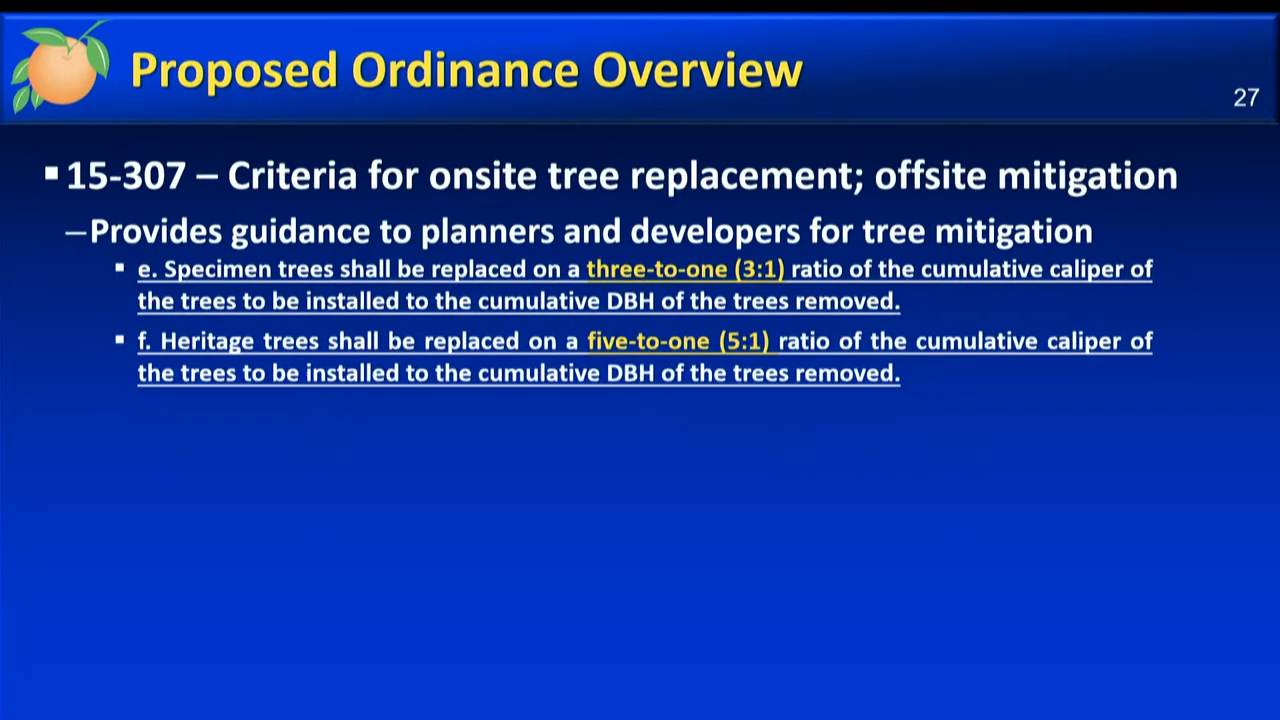 Proposed Ordinance Overview
27
▪ 15-307 – Criteria for onsite tree replacement; offsite mitigation
–Provides guidance to planners and developers for tree mitigation
▪ e. Specimen trees shall be replaced on a three-to-one (3:1) ratio of the cumulative caliper of
the trees to be installed to the cumulative DBH of the trees removed.
▪ f. Heritage trees shall be replaced on a five-to-one (5:1) ratio of the cumulative caliper of
the trees to be installed to the cumulative DBH of the trees removed.